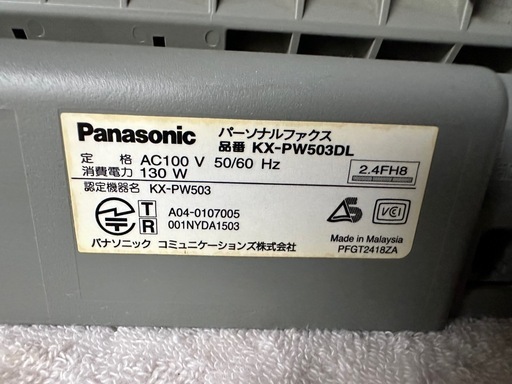 Panasonic パーソナルファクス
品番 KX-PW503DL
定 格 AC100 V 50/60 Hz
消費電力 130 W
2.4FH8
認定機器名 KX-PW503
T A04-0107005
R 001NYDA1503
VCI
パナソニック コミュニケーションズ株式会社
Made in Malaysia
PFGT2418ZA